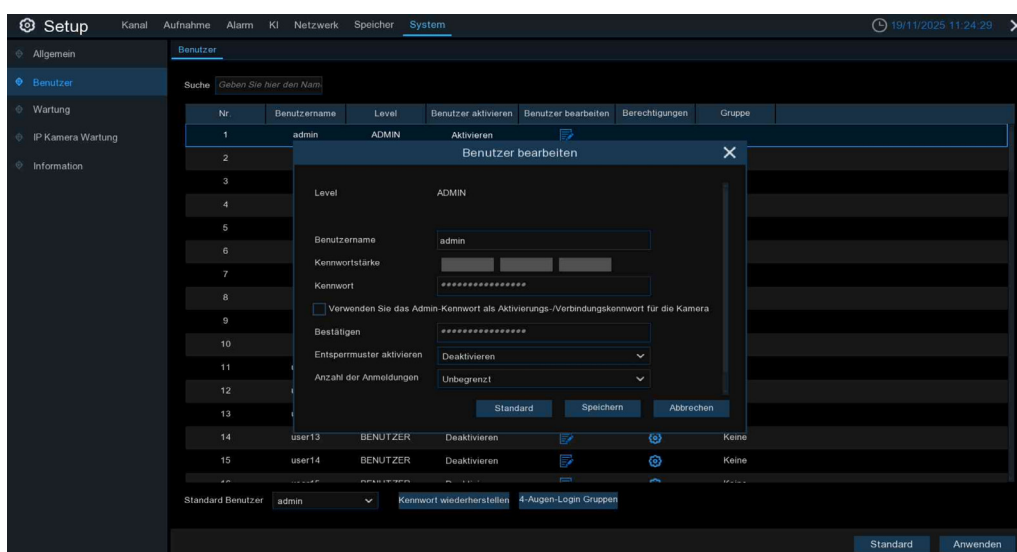 Setup Kanal Aufnahme Alarm KI Netzwerk Speicher System 19/11/2025 11:24:29
Allgemein
Benutzer
Wartung
IP Kamera Wartung
Information
Benutzer
Suche Geben Sie hier den Nam
Nr. Benutzername Level Benutzer aktivieren Benutzer bearbeiten Berechtigungen Gruppe
1 admin ADMIN Aktivieren
2
3
4
5
6
7
8
9
10
11
12
13
Benutzer bearbeiten
Level ADMIN
Benutzername admin
Kennwortstärke
Kennwort ****************
Verwenden Sie das Admin-Kennwort als Aktivierungs-/Verbindungskennwort für die Kamera
Bestätigen ****************
Entsperrmuster aktivieren Deaktivieren
Anzahl der Anmeldungen Unbegrenzt
Standard Speichern Abbrechen
14 user13 BENUTZER Deaktivieren Keine
15 user14 BENUTZER Deaktivieren Keine
Standard Benutzer admin Kennwort wiederherstellen 4-Augen-Login Gruppen
Standard Anwenden